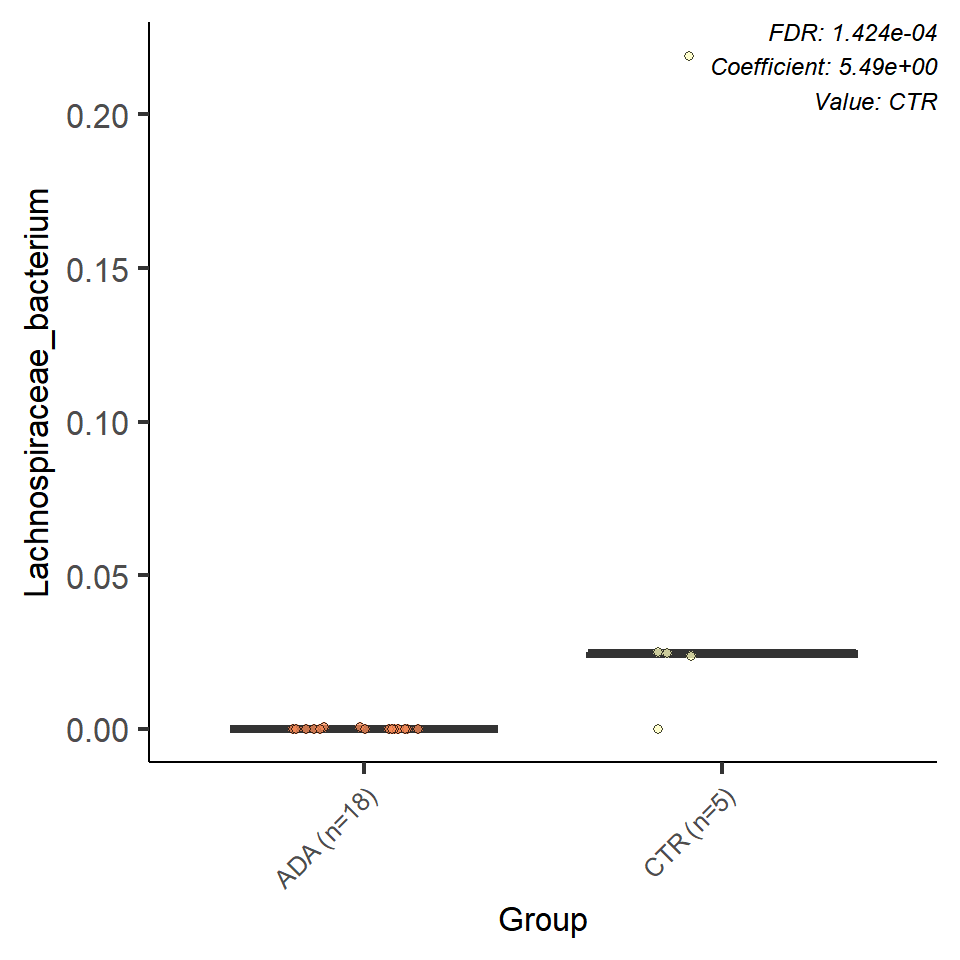 FDR: 1.424e-04
Coefficient: 5.49e+00
Value: CTR
Lachnospiraceae_bacterium
0.20
0.15
0.10
0.05
0.00
ADA (n=18)
CTR (n=5)
Group